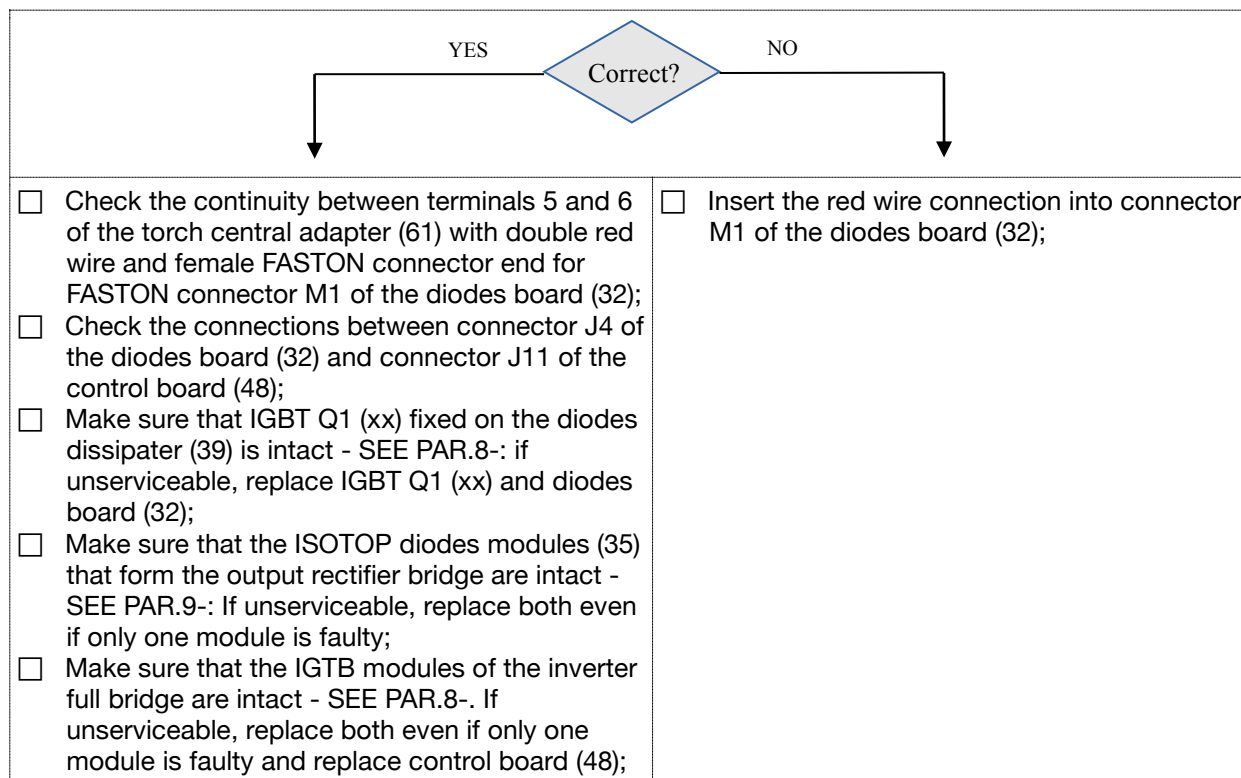 YES
Correct?
NO
☐ Check the continuity between terminals 5 and 6
of the torch central adapter (61) with double red
wire and female FASTON connector end for
FASTON connector M1 of the diodes board (32);
☐ Check the connections between connector J4 of
the diodes board (32) and connector J11 of the
control board (48);
☐ Make sure that IGBT Q1 (xx) fixed on the diodes
dissipater (39) is intact - SEE PAR.8-: if
unserviceable, replace IGBT Q1 (xx) and diodes
board (32);
☐ Make sure that the ISOTOP diodes modules (35)
that form the output rectifier bridge are intact -
SEE PAR.9-: If unserviceable, replace both even
if only one module is faulty;
☐ Make sure that the IGTB modules of the inverter
full bridge are intact - SEE PAR.8-. If
unserviceable, replace both even if only one
module is faulty and replace control board (48);
☐ Insert the red wire connection into connector
M1 of the diodes board (32);